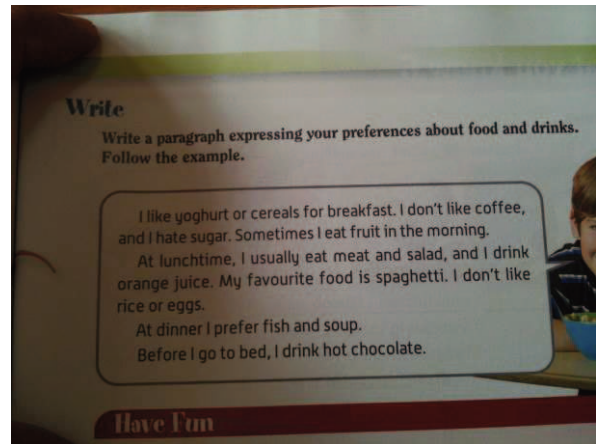 Write
Write a paragraph expressing your preferences about food and drinks.
Follow the example.
I like yoghurt or cereals for breakfast. I don't like coffee,
and I hate sugar. Sometimes I eat fruit in the morning.
At lunchtime, I usually eat meat and salad, and I drink
orange juice. My favourite food is spaghetti. I don't like
rice or eggs.
At dinner I prefer fish and soup.
Before I go to bed, I drink hot chocolate.
Have Fun